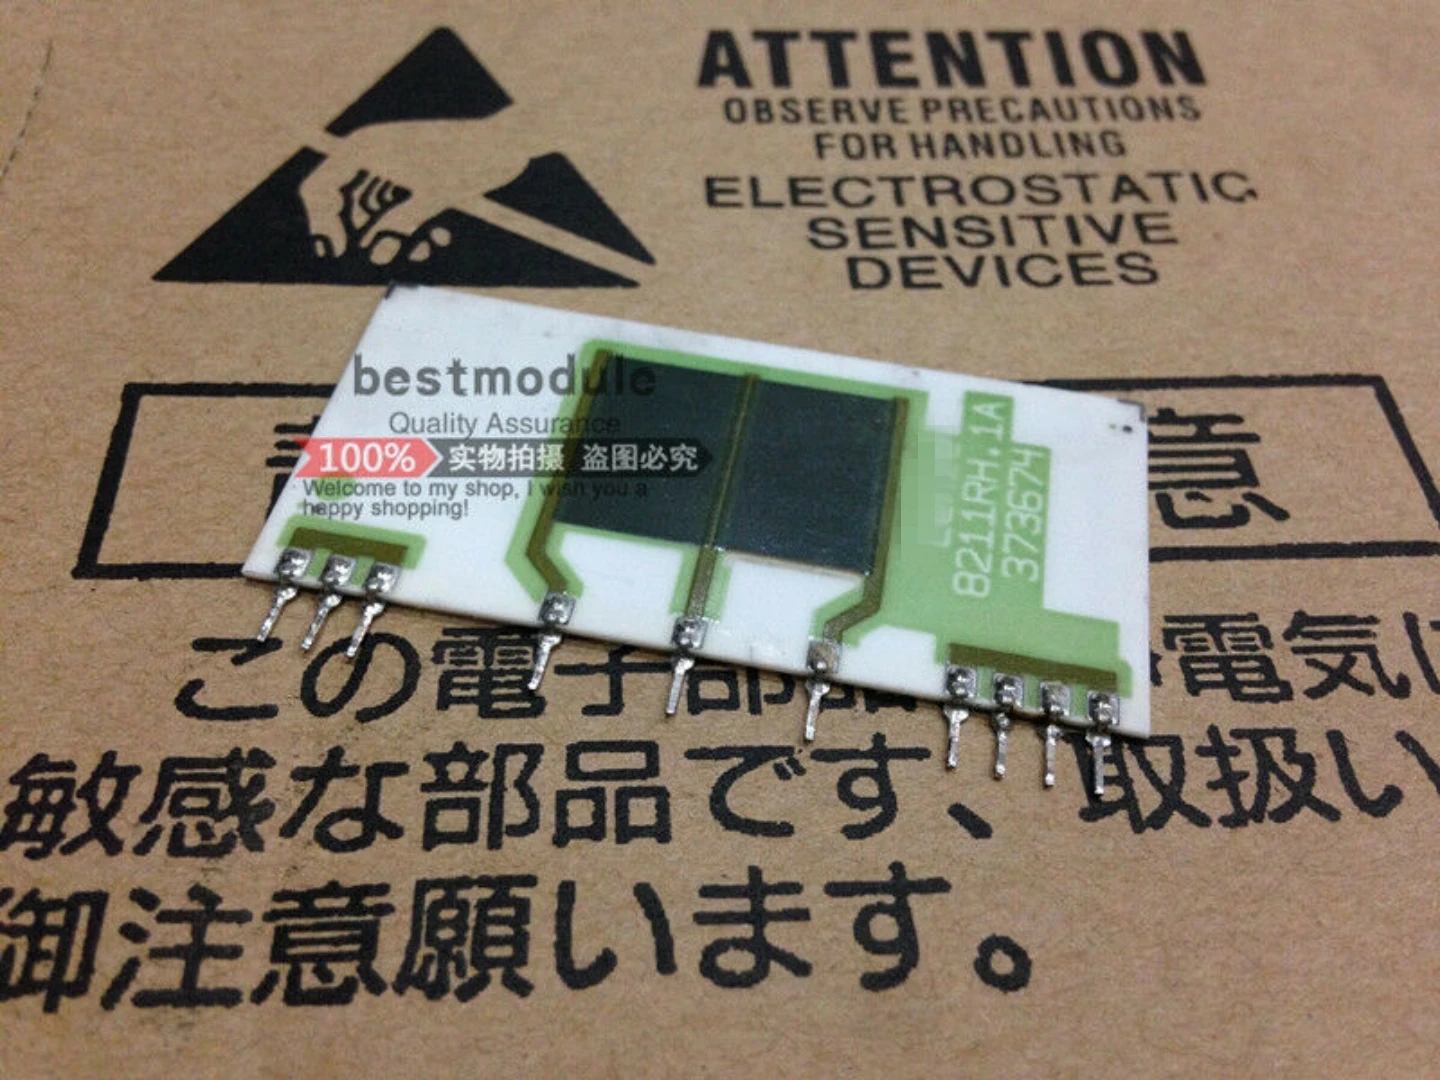 ATTENTION
OBSERVE PRECAUTIONS
FOR HANDLING
ELECTROSTATIC
SENSITIVE
DEVICES
bestmodule
Quality Assurance
100% 实物拍摄 盗图必究
Welcome to my shop, I wish you a
happy shopping!
8211RH.1A
373674
意
この電子部品 電気に
敏感な部品です、取扱い
御注意願います。